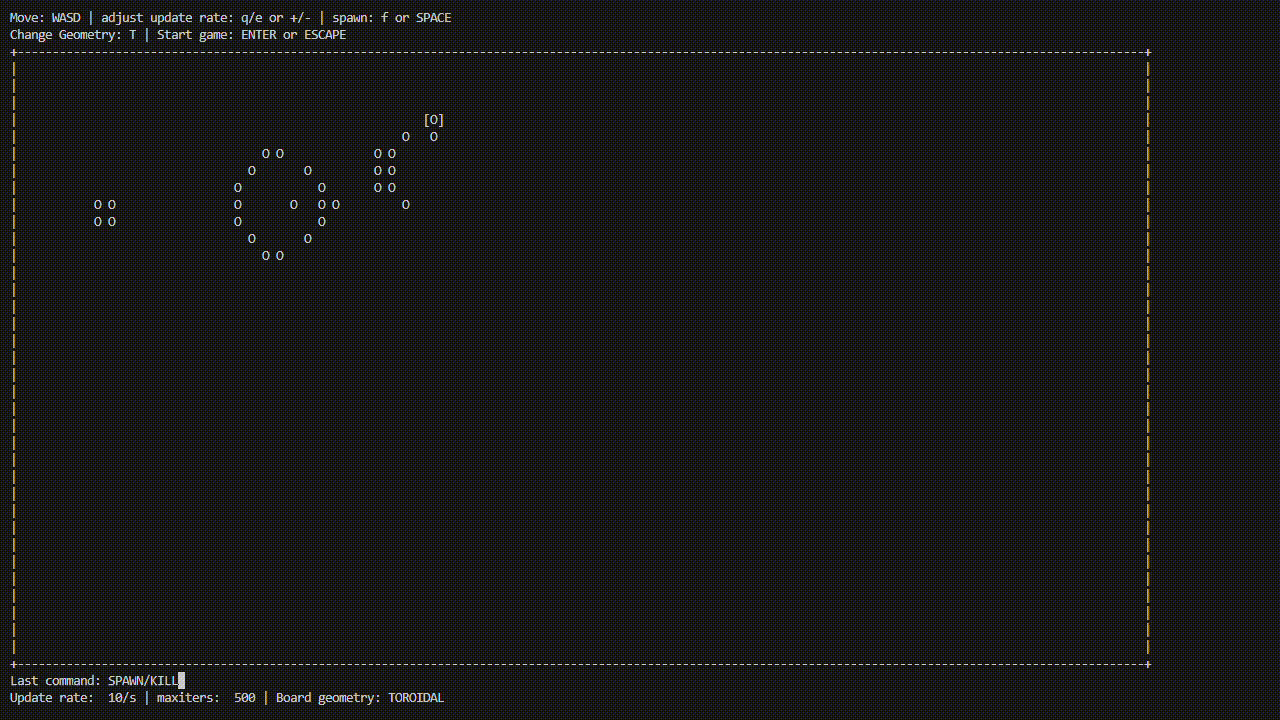 Move: WASD | adjust update rate: q/e or +/- | spawn: f or SPACE
Change Geometry: T | Start game: ENTER or ESCAPE
[O]
O O
O O O O
O O O O
O O O O
O O O O O O O
O O O O
O O
O O
Last command: SPAWN/KILL
Update rate:  10/s | maxiters:  500 | Board geometry: TOROIDAL